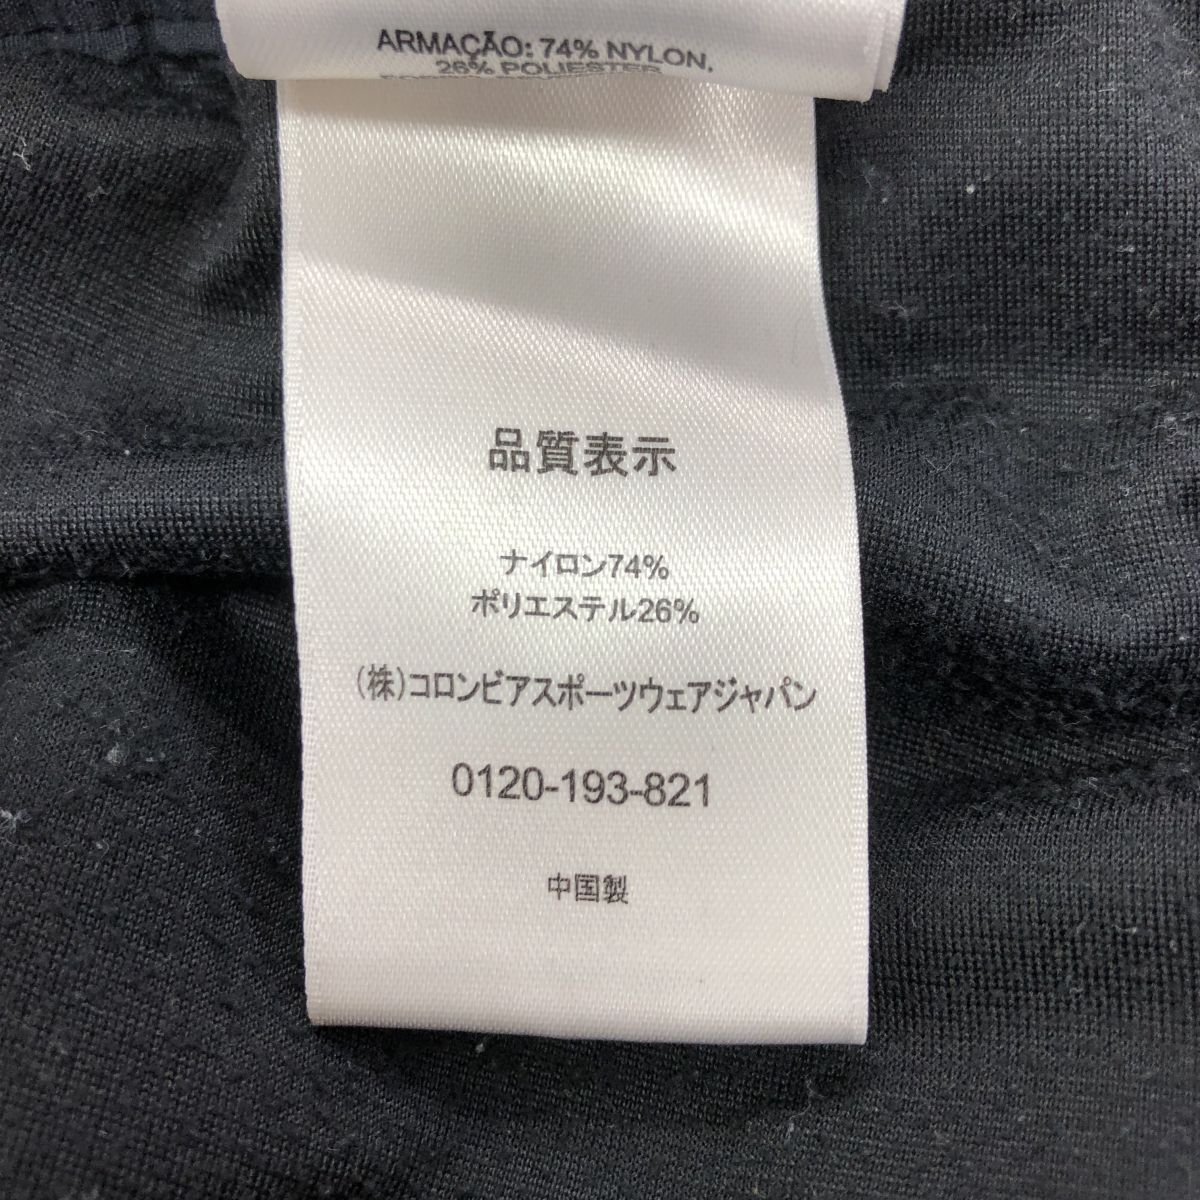 ARMAÇÃO: 74% NYLON,
26% POLIESTER
品質表示
ナイロン74%
ポリエステル26%
(株)コロンビアスポーツウェアジャパン
0120-193-821
中国製